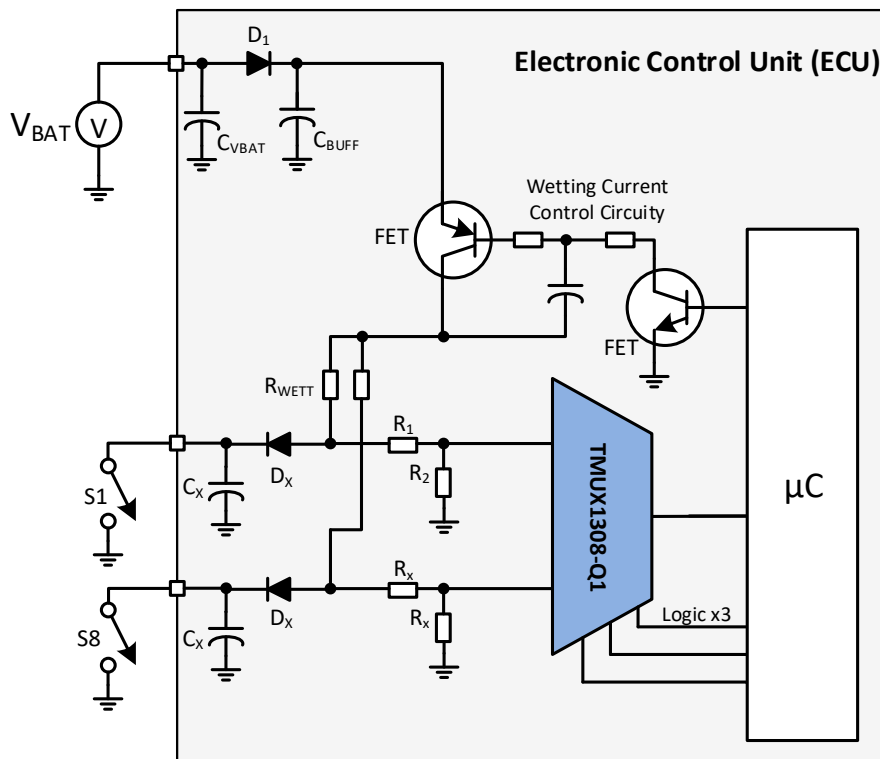 D1
Electronic Control Unit (ECU)
VBAT
V
CVBAT
CBUFF
Wetting Current
Control Circuity
FET
FET
RWETT
R1
R2
CX
DX
S1
TMUX1308-Q1
µC
Rx
Rx
CX
DX
S8
Logic x3